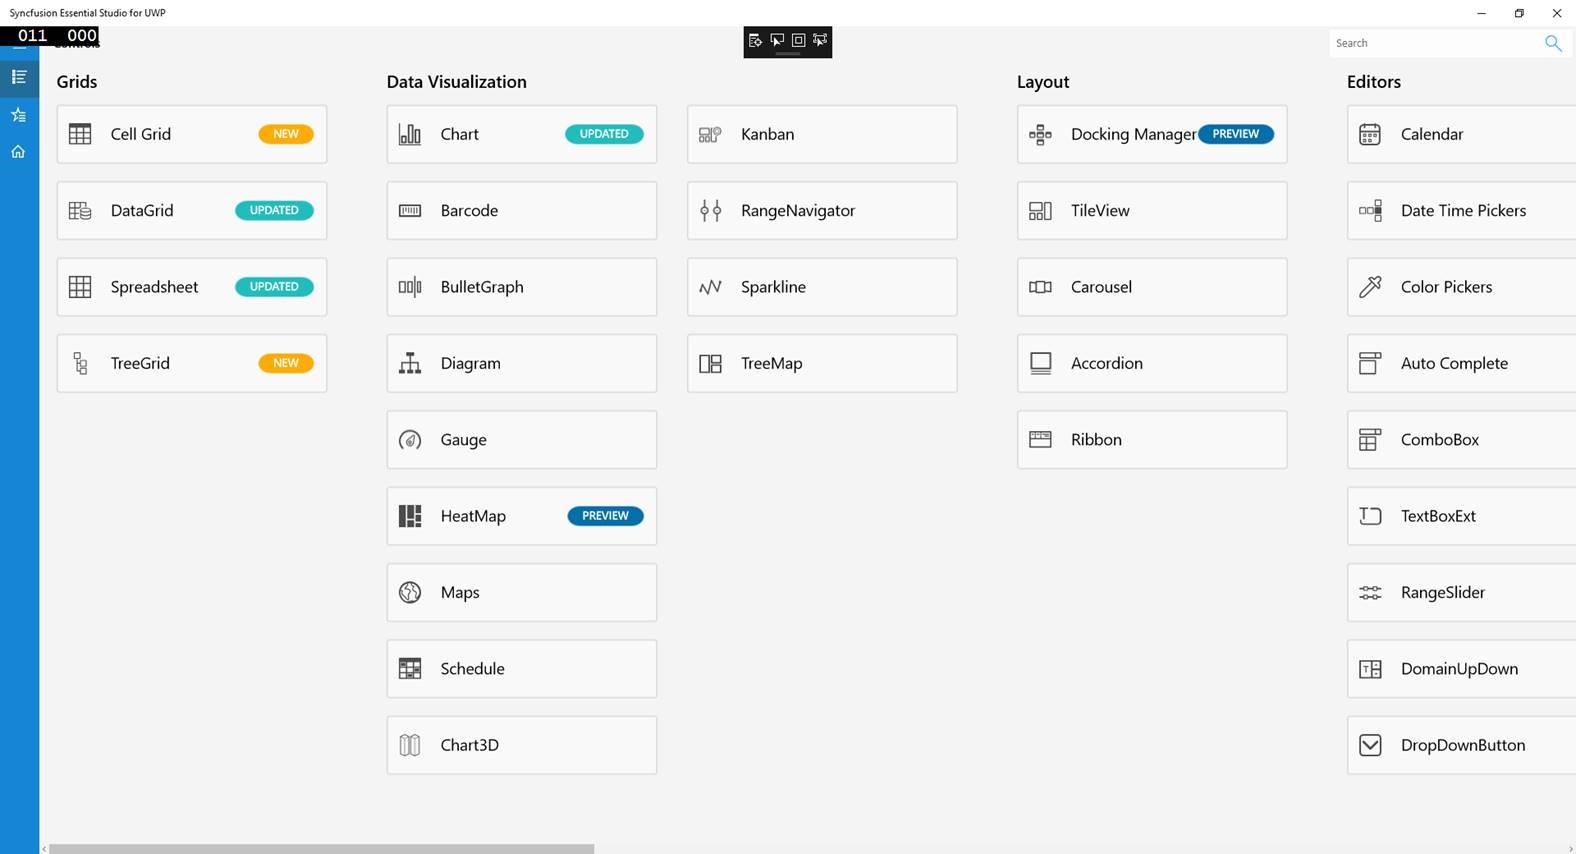 Syncfusion Essential Studio for UWP
011 000
Search
Grids
Cell Grid NEW
DataGrid UPDATED
Spreadsheet UPDATED
TreeGrid NEW
Data Visualization
Chart UPDATED
Barcode
BulletGraph
Diagram
Gauge
HeatMap PREVIEW
Maps
Schedule
Chart3D
Kanban
RangeNavigator
Sparkline
TreeMap
Layout
Docking Manager PREVIEW
TileView
Carousel
Accordion
Ribbon
Editors
Calendar
Date Time Pickers
Color Pickers
Auto Complete
ComboBox
TextBoxExt
RangeSlider
DomainUpDown
DropDownButton